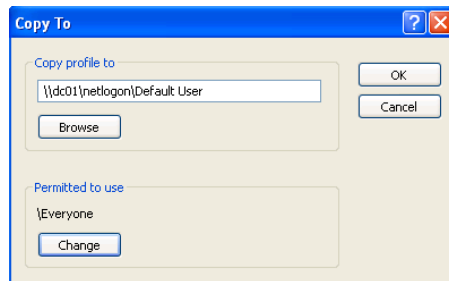 Copy To
Copy profile to
\\dc01\netlogon\Default User
Browse
OK
Cancel
Permitted to use
\Everyone
Change